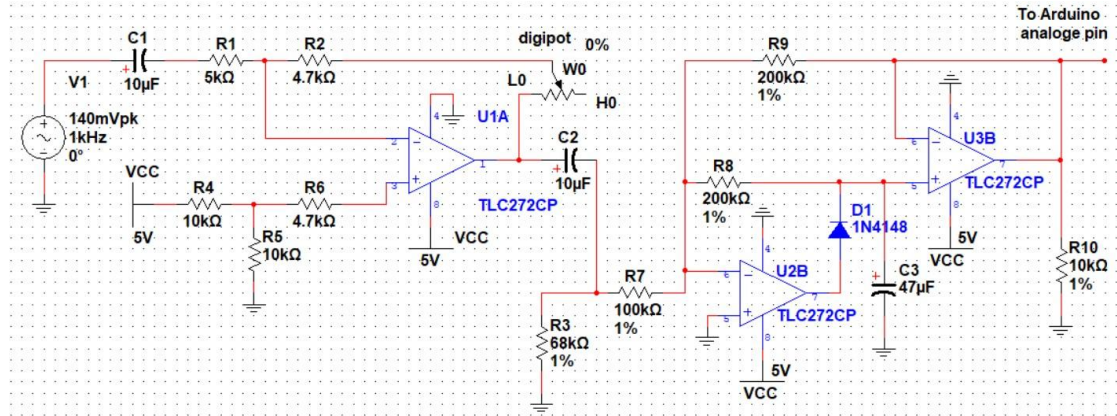 To Arduino
analoge pin
C1
10µF
R1
5kΩ
R2
4.7kΩ
digipot
0%
L0
W0
H0
R9
200kΩ
1%
V1
140mVpk
1kHz
0°
U1A
4
2
1
3
8
TLC272CP
VCC
5V
C2
10µF
VCC
5V
R4
10kΩ
R6
4.7kΩ
R5
10kΩ
R8
200kΩ
1%
U3B
4
6
7
5
8
TLC272CP
5V
VCC
D1
1N4148
U2B
4
6
7
5
8
TLC272CP
5V
VCC
C3
47µF
R7
100kΩ
1%
R3
68kΩ
1%
R10
10kΩ
1%